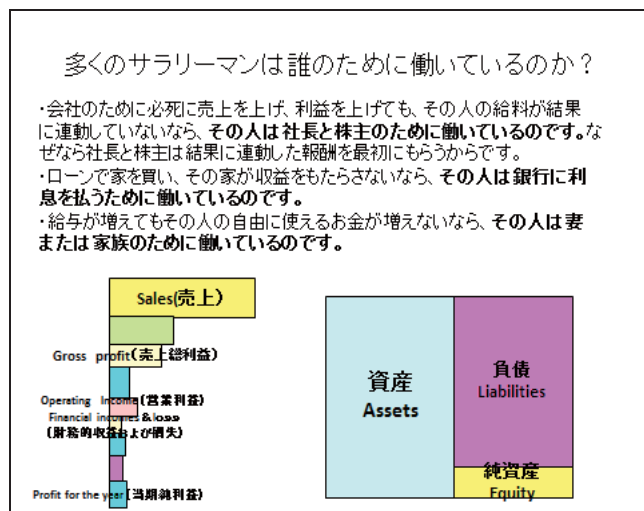 多くのサラリーマンは誰のために働いているのか？
・会社のために必死に売上を上げ、利益を上げても、その人の給料が結果
に連動していないなら、その人は社長と株主のために働いているのです。な
ぜなら社長と株主は結果に連動した報酬を最初にもらうからです。
・ローンで家を買い、その家が収益をもたらさないなら、その人は銀行に利
息を払うために働いているのです。
・給与が増えてもその人の自由に使えるお金が増えないなら、その人は妻
または家族のために働いているのです。
Sales(売上)
Gross profit(売上総利益)
Operating Income(営業利益)
Financial incomes & loss
(財務的収益および損失)
Profit for the year(当期純利益)
資産
Assets
負債
Liabilities
純資産
Equity